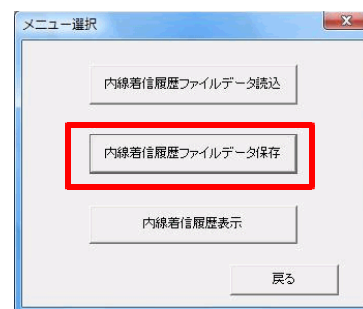 メニュー選択
内線着信履歴ファイルデータ読込
内線着信履歴ファイルデータ保存
内線着信履歴表示
戻る